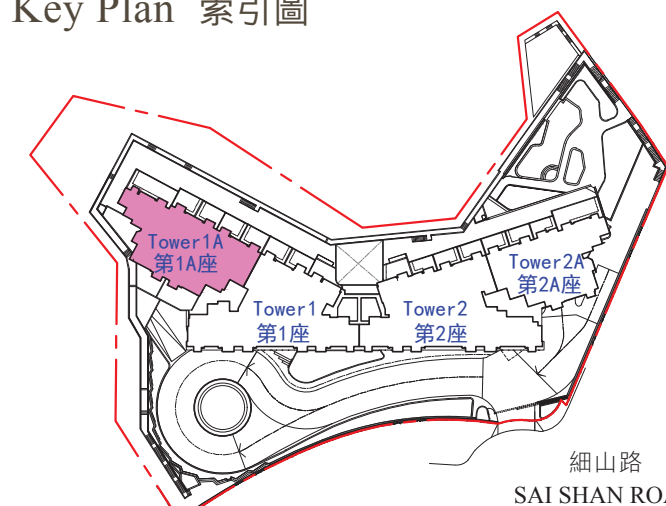 Key Plan 索引圖
Tower1A
第1A座
Tower2A
第2A座
Tower1
第1座
Tower2
第2座
細山路
SAI SHAN ROA